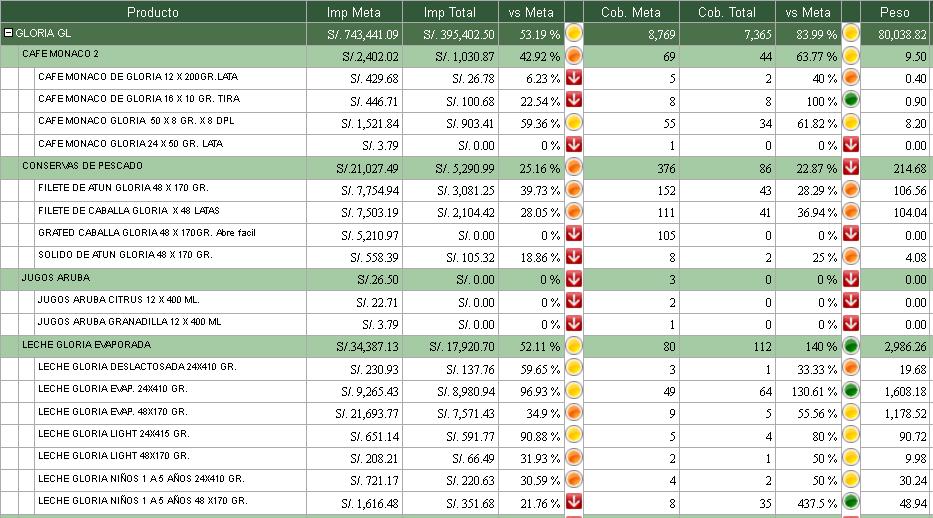 Producto Imp Meta Imp Total vs Meta Cob. Meta Cob. Total vs Meta Peso
GLORIA GL S/. 743,441.09 S/. 395,402.50 53.19 % 8,769 7,365 83.99 % 80,038.82
CAFE MONACO 2 S/.2,402.02 S/. 1,030.87 42.92 % 69 44 63.77 % 9.50
CAFE MONACO DE GLORIA 12 X 200GR.LATA S/. 429.68 S/. 26.78 6.23 % 5 2 40 % 0.40
CAFE MONACO DE GLORIA 16 X 10 GR. TIRA S/. 446.71 S/. 100.68 22.54 % 8 8 100 % 0.90
CAFE MONACO GLORIA 50 X 8 GR. X 8 DPL S/. 1,521.84 S/. 903.41 59.36 % 55 34 61.82 % 8.20
CAFE MONACO GLORIA 24 X 50 GR. LATA S/. 3.79 S/. 0.00 0 % 1 0 0 % 0.00
CONSERVAS DE PESCADO S/.21,027.49 S/. 5,290.99 25.16 % 376 86 22.87 % 214.68
FILETE DE ATUN GLORIA 48 X 170 GR. S/. 7,754.94 S/. 3,081.25 39.73 % 152 43 28.29 % 106.56
FILETE DE CABALLA GLORIA X 48 LATAS S/. 7,503.19 S/. 2,104.42 28.05 % 111 41 36.94 % 104.04
GRATED CABALLA GLORIA 48 X 170GR. Abre facil S/. 5,210.97 S/. 0.00 0 % 105 0 0 % 0.00
SOLIDO DE ATUN GLORIA 48 X 170 GR. S/. 558.39 S/. 105.32 18.86 % 8 2 25 % 4.08
JUGOS ARUBA S/.26.50 S/. 0.00 0 % 3 0 0 % 0.00
JUGOS ARUBA CITRUS 12 X 400 ML. S/. 22.71 S/. 0.00 0 % 2 0 0 % 0.00
JUGOS ARUBA GRANADILLA 12 X 400 ML S/. 3.79 S/. 0.00 0 % 1 0 0 % 0.00
LECHE GLORIA EVAPORADA S/.34,387.13 S/. 17,920.70 52.11 % 80 112 140 % 2,986.26
LECHE GLORIA DESLACTOSADA 24X410 GR. S/. 230.93 S/. 137.76 59.65 % 3 1 33.33 % 19.68
LECHE GLORIA EVAP. 24X410 GR. S/. 9,265.43 S/. 8,980.94 96.93 % 49 64 130.61 % 1,608.18
LECHE GLORIA EVAP. 48X170 GR. S/. 21,693.77 S/. 7,571.43 34.9 % 9 5 55.56 % 1,178.52
LECHE GLORIA LIGHT 24X415 GR. S/. 651.14 S/. 591.77 90.88 % 5 4 80 % 90.72
LECHE GLORIA LIGHT 48X170 GR. S/. 208.21 S/. 66.49 31.93 % 2 1 50 % 9.98
LECHE GLORIA NIÑOS 1 A 5 AÑOS 24X410 GR. S/. 721.17 S/. 220.63 30.59 % 4 2 50 % 30.24
LECHE GLORIA NIÑOS 1 A 5 AÑOS 48 X170 GR. S/. 1,616.48 S/. 351.68 21.76 % 8 35 437.5 % 48.94